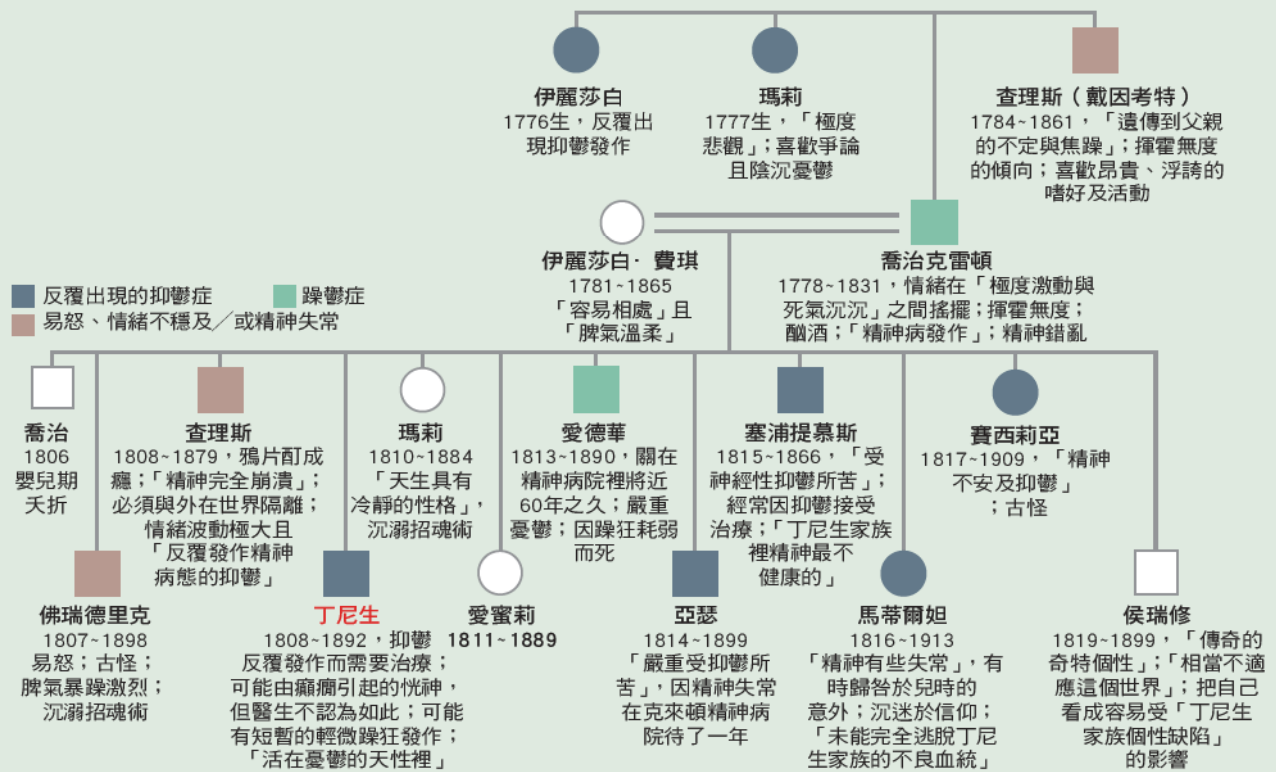 伊麗莎白
1776生，反覆出
現抑鬱發作
瑪莉
1777生，「極度
悲觀」；喜歡爭論
且陰沉憂鬱
查理斯（戴因考特）
1784~1861，「遺傳到父親
的不定與焦躁」；揮霍無度
的傾向；喜歡昂貴、浮誇的
嗜好及活動
伊麗莎白·費琪
1781~1865
「容易相處」且
「脾氣溫柔」
喬治克雷頓
1778~1831，情緒在「極度激動與
死氣沉沉」之間搖擺；揮霍無度；
酗酒；「精神病發作」；精神錯亂
反覆出現的抑鬱症
躁鬱症
易怒、情緒不穩及／或精神失常
喬治
1806
嬰兒期
夭折
查理斯
1808~1879，鴉片酊成
癮；「精神完全崩潰」；
必須與外在世界隔離；
情緒波動極大且
「反覆發作精神
病態的抑鬱」
瑪莉
1810~1884
「天生具有
冷靜的性格」，
沉溺招魂術
愛德華
1813~1890，關在
精神病院裡將近
60年之久；嚴重
憂鬱；因躁狂耗弱
而死
塞浦提慕斯
1815~1866，「受
神經性抑鬱所苦」；
經常因抑鬱接受
治療；「丁尼生家族
裡精神最不
健康的」
賽西莉亞
1817~1909，「精神
不安及抑鬱」
；古怪
佛瑞德里克
1807~1898
易怒；古怪；
脾氣暴躁激烈；
沉溺招魂術
丁尼生
1808~1892，抑鬱
反覆發作而需要治療；
可能由癲癇引起的恍神，
但醫生不認為如此；可能
有短暫的輕微躁狂發作；
「活在憂鬱的天性裡」
愛蜜莉
1811~1889
亞瑟
1814~1899
「嚴重受抑鬱所
苦」，因精神失常
在克來頓精神病
院待了一年
馬蒂爾妲
1816~1913
「精神有些失常」，有
時歸咎於兒時的
意外；沉迷於信仰；
「未能完全逃脫丁尼
生家族的不良血統」
侯瑞修
1819~1899，「傳奇的
奇特個性」；「相當不適
應這個世界」；把自己
看成容易受「丁尼生
家族個性缺陷」
的影響